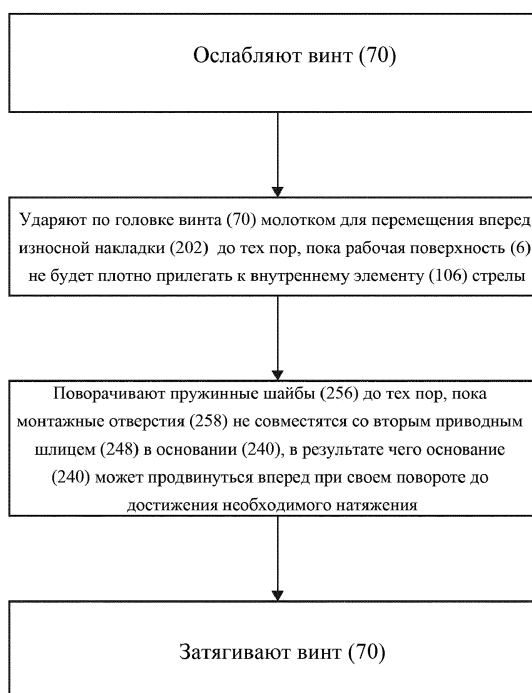 Ослабляют винт (70)
Ударяют по головке винта (70) молотком для перемещения вперед
износной накладки (202) до тех пор, пока рабочая поверхность (6)
не будет плотно прилегать к внутреннему элементу (106) стрелы
Поворачивают пружинные шайбы (256) до тех пор, пока
монтажные отверстия (258) не совместятся со вторым приводным
шлицем (248) в основании (240), в результате чего основание
(240) может продвинуться вперед при своем повороте до
достижения необходимого натяжения
Затягивают винт (70)